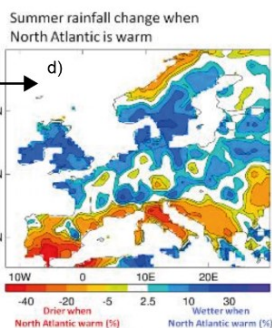 Summer rainfall change when
North Atlantic is warm
d)
N
N
N
10W 0 10E 20E
-40 -20 -5 2.5 10 30
Drier when Wetter when
North Atlantic warm (%) North Atlantic warm (%)